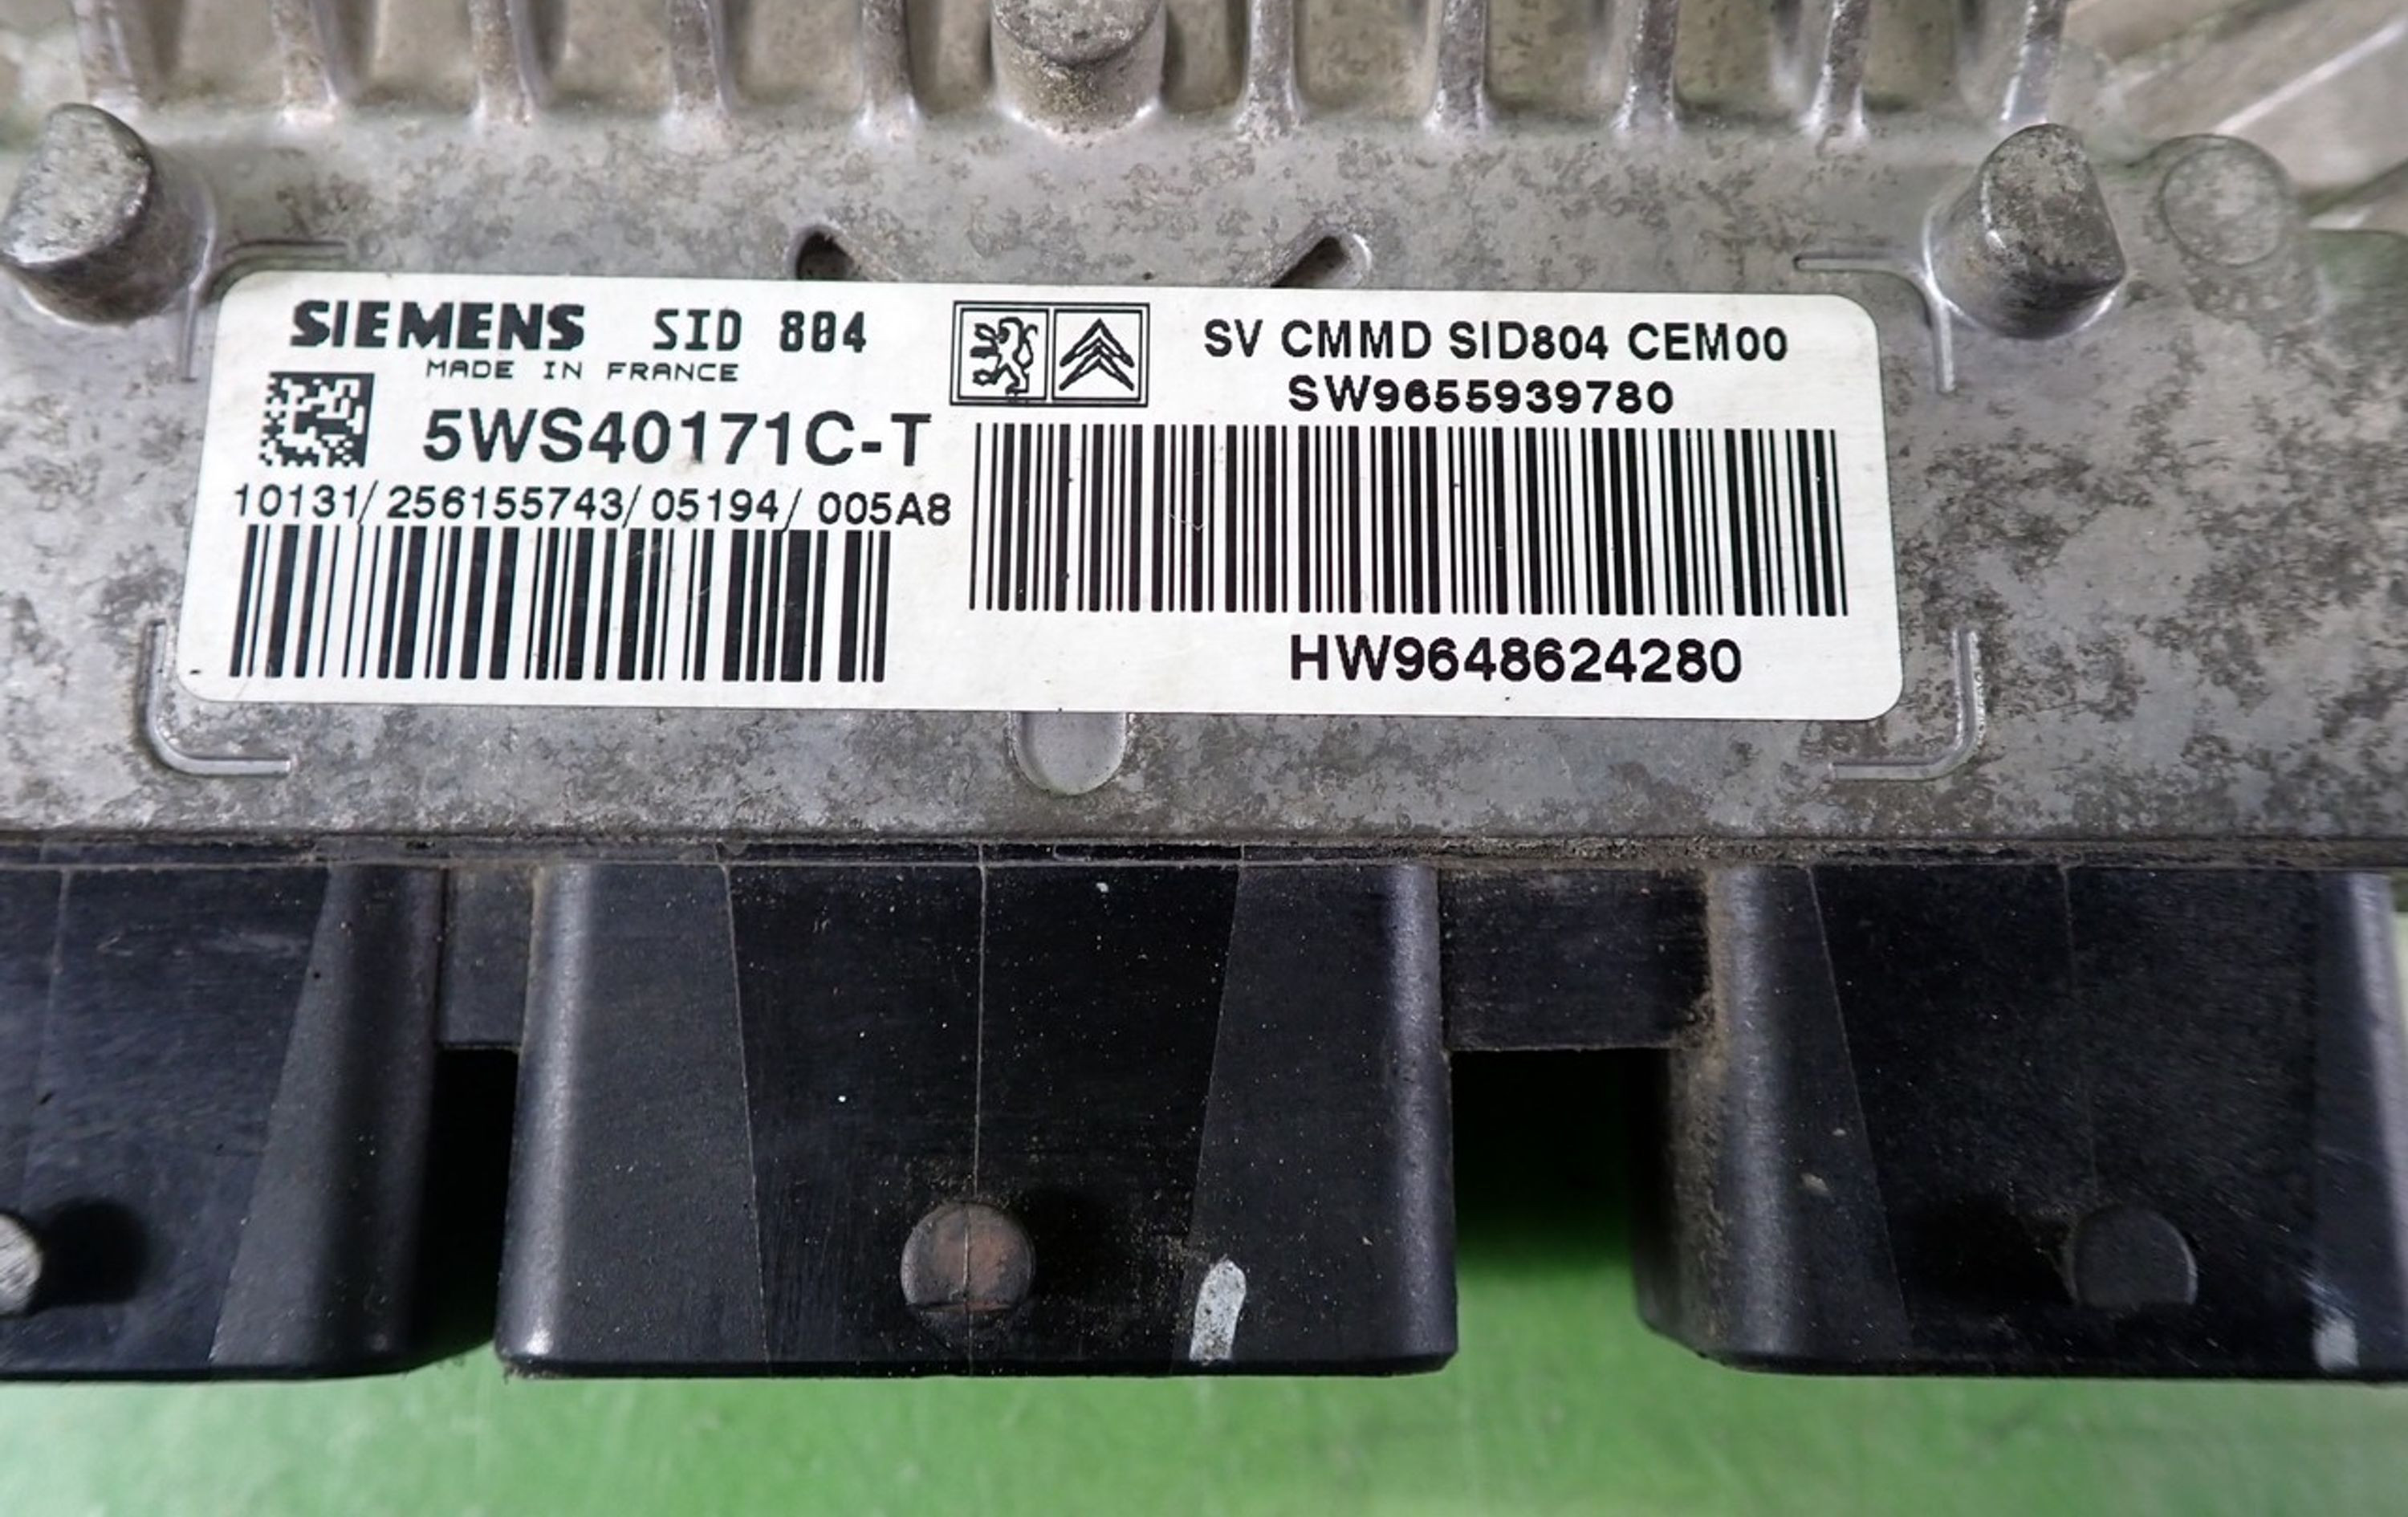 SIEMENS SID 804
MADE IN FRANCE
5WS40171C-T
10131/256155743/05194/005A8
SV CMMD SID804 CEM00
SW9655939780
HW9648624280